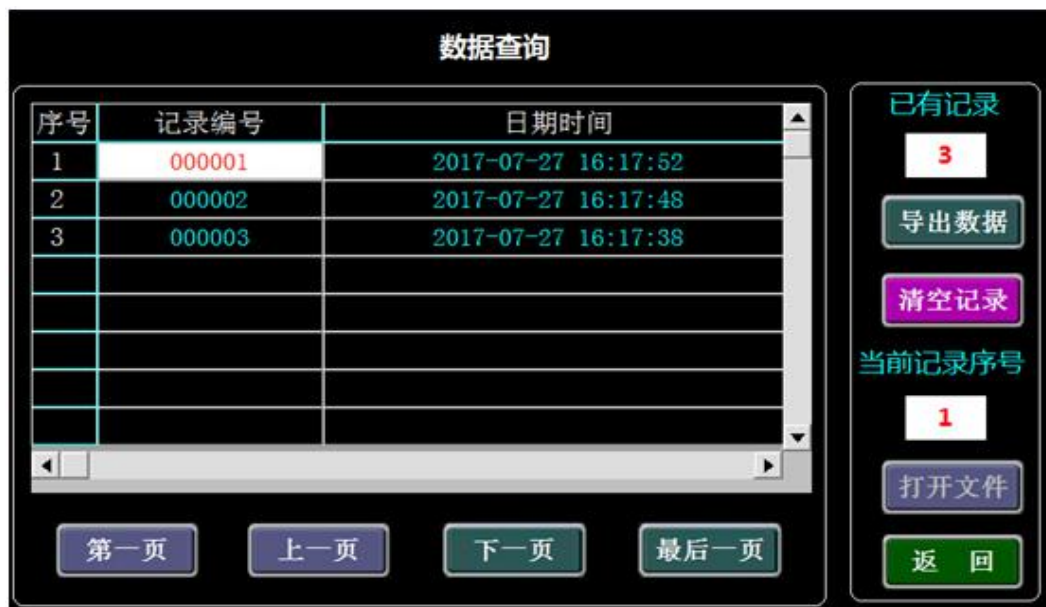 数据查询
序号 记录编号 日期时间
1 000001 2017-07-27 16:17:52
2 000002 2017-07-27 16:17:48
3 000003 2017-07-27 16:17:38
第一页 上一页 下一页 最后一页
已有记录
3
导出数据
清空记录
当前记录序号
1
打开文件
返 回